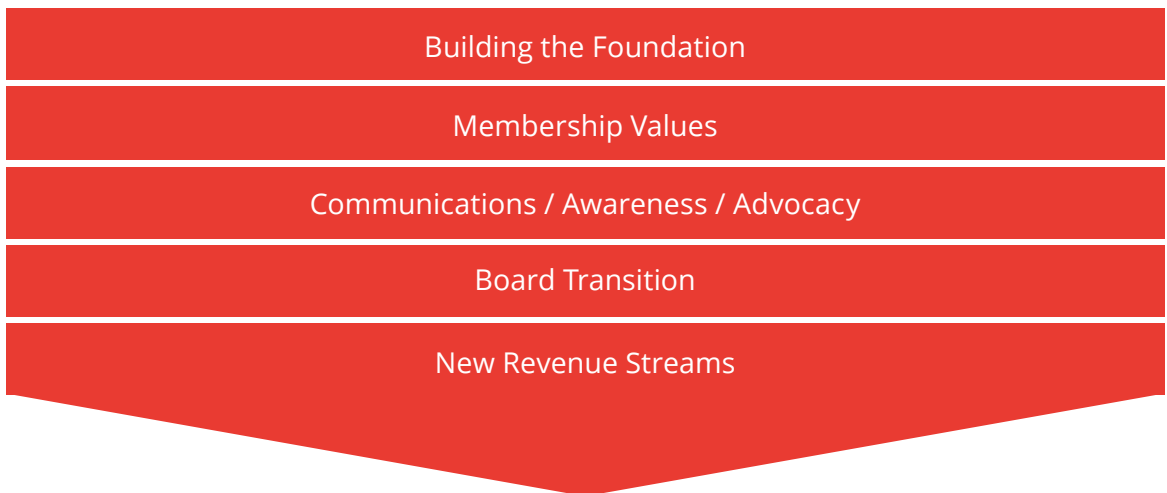 Building the Foundation
Membership Values
Communications / Awareness / Advocacy
Board Transition
New Revenue Streams